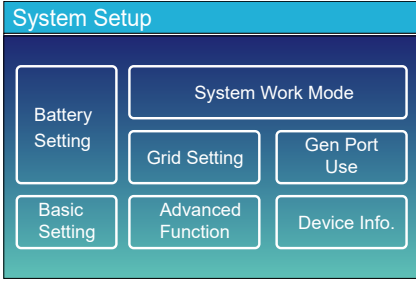 System Setup
Battery
Setting
System Work Mode
Grid Setting
Gen Port
Use
Basic
Setting
Advanced
Function
Device Info.